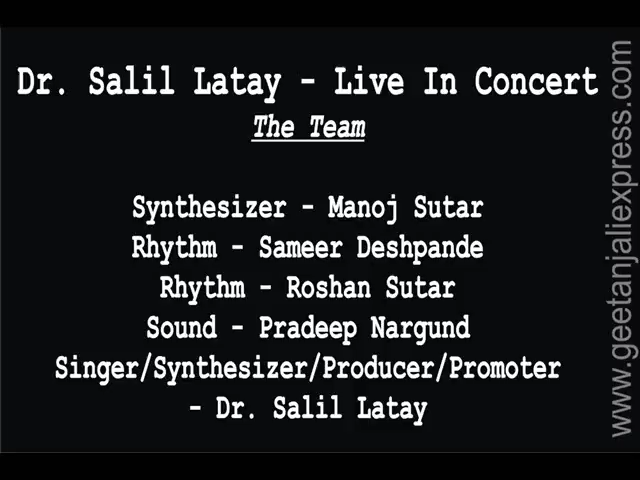 Dr. Salil Latay - Live In Concert
The Team
Synthesizer - Manoj Sutar
Rhythm - Sameer Deshpande
Rhythm - Roshan Sutar
Sound - Pradeep Nargund
Singer/Synthesizer/Producer/Promoter
- Dr. Salil Latay
www.geetanjaliexpress.com